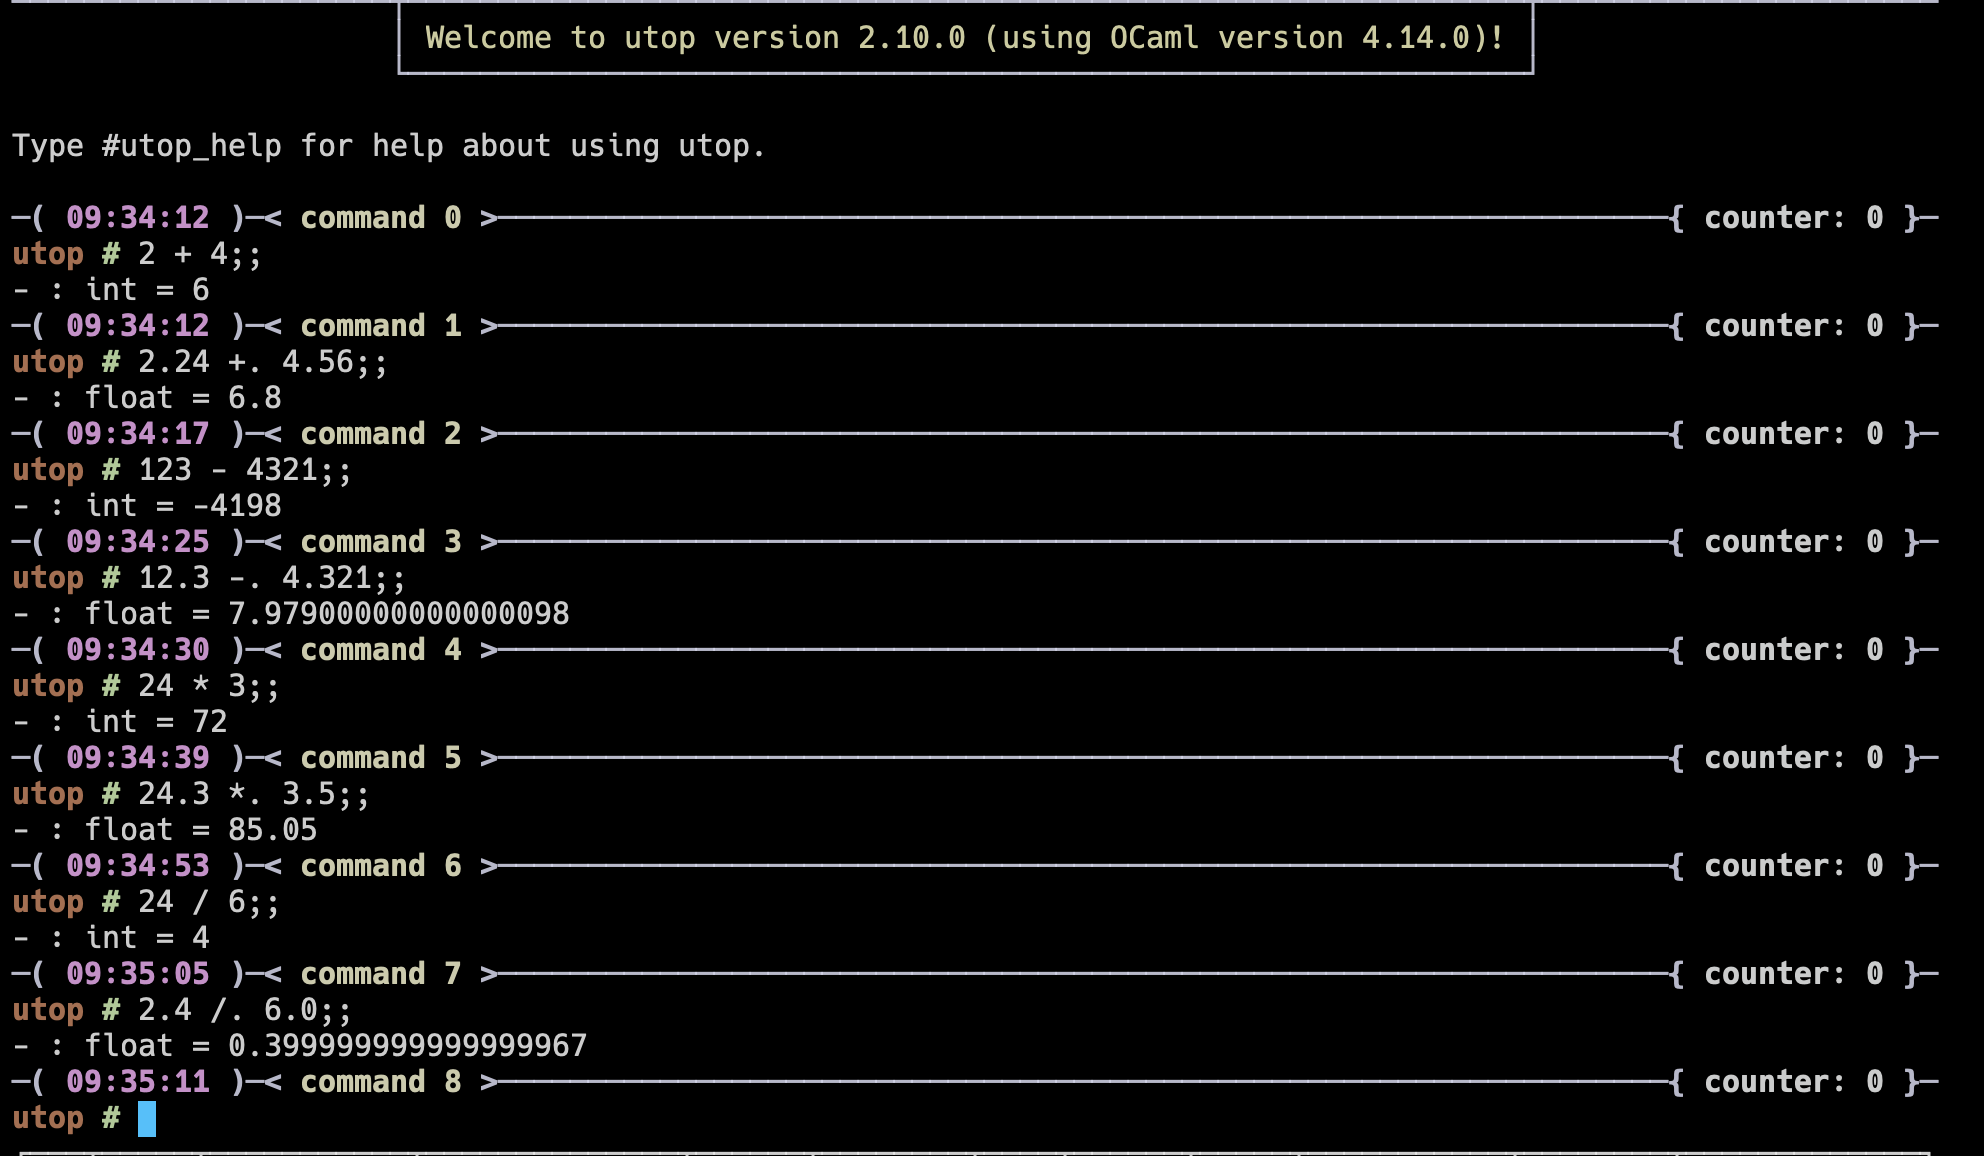 Welcome to utop version 2.10.0 (using OCaml version 4.14.0)!
Type #utop_help for help about using utop.
─( 09:34:12 )─< command 0 >──{ counter: 0 }─
utop # 2 + 4;;
- : int = 6
─( 09:34:12 )─< command 1 >──{ counter: 0 }─
utop # 2.24 +. 4.56;;
- : float = 6.8
─( 09:34:17 )─< command 2 >──{ counter: 0 }─
utop # 123 - 4321;;
- : int = -4198
─( 09:34:25 )─< command 3 >──{ counter: 0 }─
utop # 12.3 -. 4.321;;
- : float = 7.97900000000000098
─( 09:34:30 )─< command 4 >──{ counter: 0 }─
utop # 24 * 3;;
- : int = 72
─( 09:34:39 )─< command 5 >──{ counter: 0 }─
utop # 24.3 *. 3.5;;
- : float = 85.05
─( 09:34:53 )─< command 6 >──{ counter: 0 }─
utop # 24 / 6;;
- : int = 4
─( 09:35:05 )─< command 7 >──{ counter: 0 }─
utop # 2.4 /. 6.0;;
- : float = 0.399999999999999967
─( 09:35:11 )─< command 8 >──{ counter: 0 }─
utop #